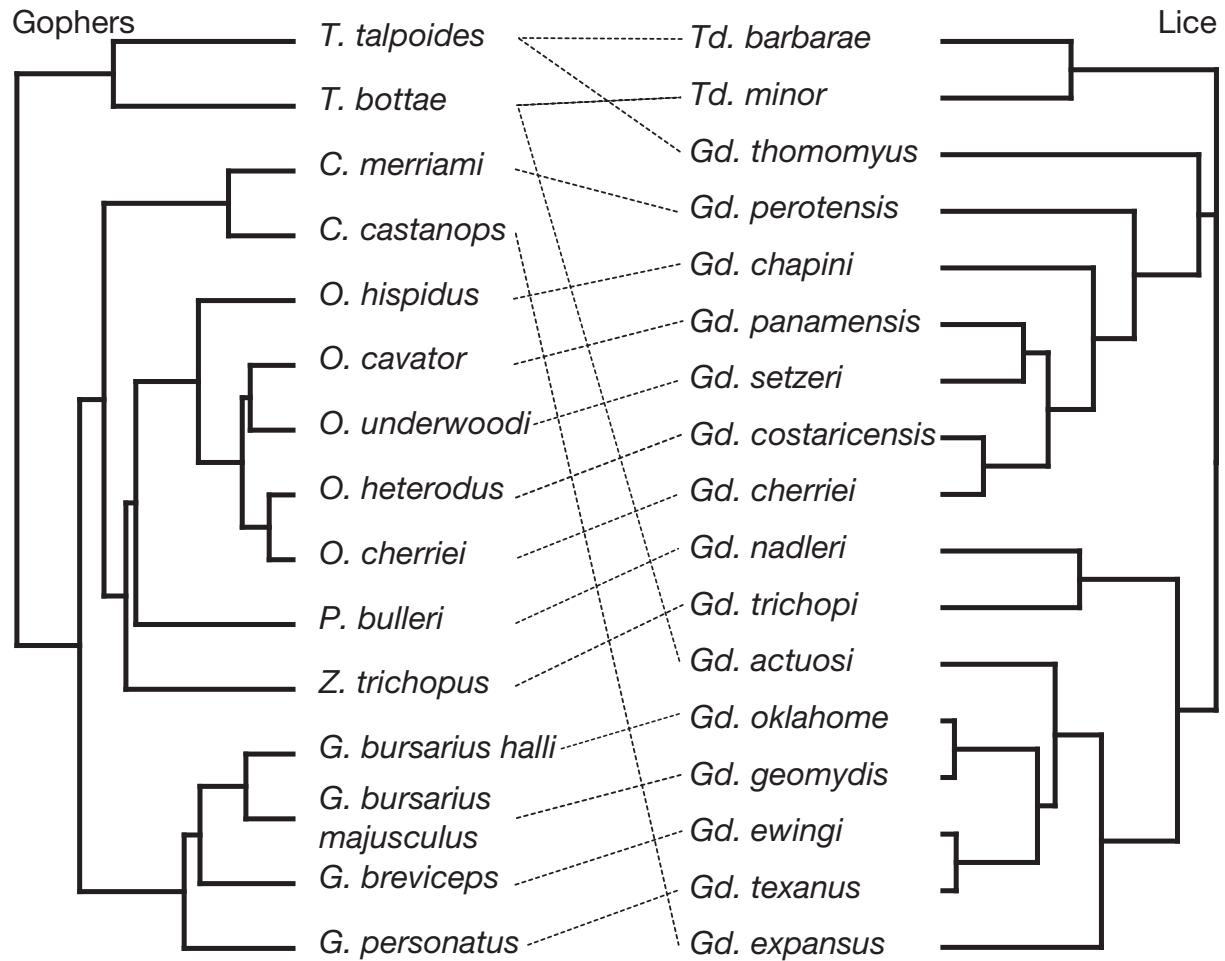 Gophers
Lice
T. talpoides
T. bottae
C. merriami
C. castanops
O. hispidus
O. cavator
O. underwoodi
O. heterodus
O. cherriei
P. bulleri
Z. trichopus
G. bursarius halli
G. bursarius
majusculus
G. breviceps
G. personatus
Td. barbarae
Td. minor
Gd. thomomyus
Gd. perotensis
Gd. chapini
Gd. panamensis
Gd. setzeri
Gd. costaricensis
Gd. cherriei
Gd. nadleri
Gd. trichopi
Gd. actuosi
Gd. oklahome
Gd. geomydis
Gd. ewingi
Gd. texanus
Gd. expansus